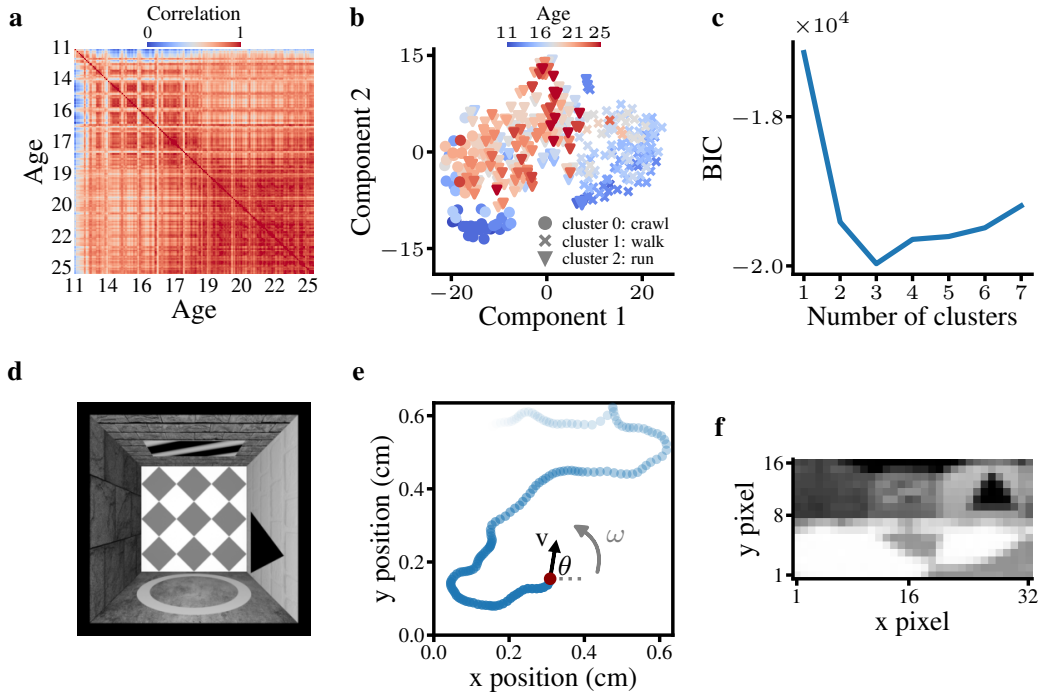 a
Correlation
0 1
11
14
16
17
19
20
22
25
Age
11 14 16 17 19 20 22 25
Age
b
Age
11 16 21 25
15
0
−15
Component 2
cluster 0: crawl
cluster 1: walk
cluster 2: run
−20 0 20
Component 1
c
×10⁴
−1.8
−2.0
BIC
1 2 3 4 5 6 7
Number of clusters
d
e
0.6
0.4
0.2
0.0
y position (cm)
v
θ
ω
0.0 0.2 0.4 0.6
x position (cm)
f
16
8
1
y pixel
1 16 32
x pixel